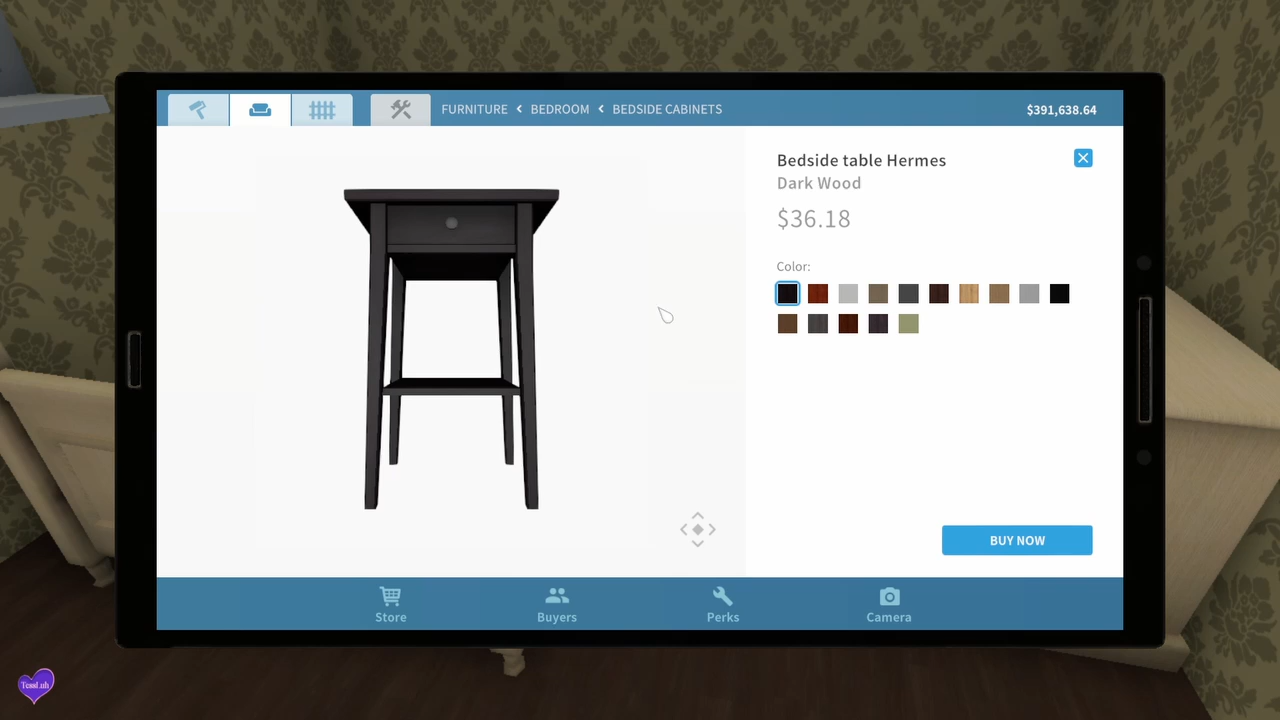 FURNITURE < BEDROOM < BEDSIDE CABINETS
$391,638.64
Bedside table Hermes
Dark Wood
$36.18
Color:
BUY NOW
Store
Buyers
Perks
Camera